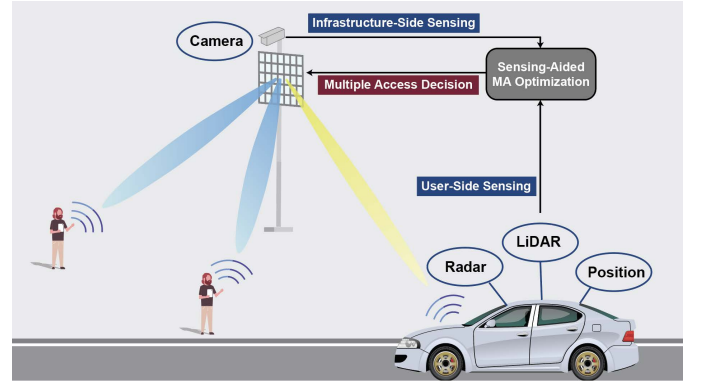 Infrastructure-Side Sensing
Camera
Sensing-Aided
MA Optimization
Multiple Access Decision
User-Side Sensing
LiDAR
Radar
Position